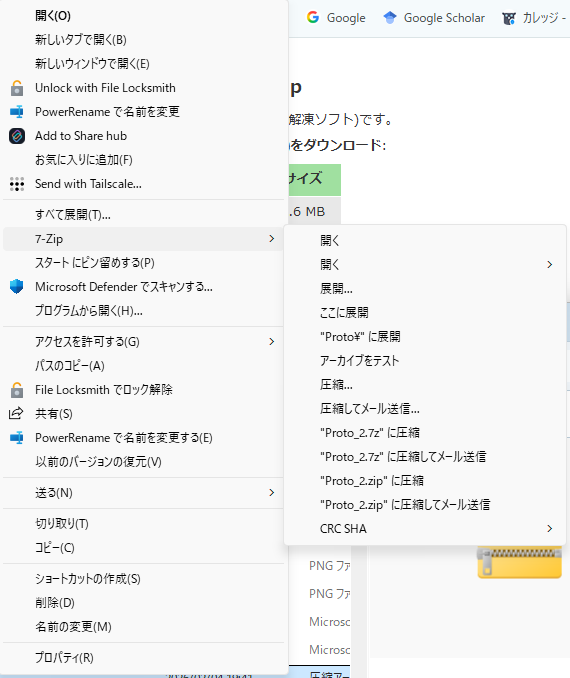 開く(O)
新しいタブで開く(B)
新しいウィンドウで開く(E)
Unlock with File Locksmith
PowerRename で名前を変更
Add to Share hub
お気に入りに追加(F)
Send with Tailscale...
すべて展開(T)...
7-Zip
スタート にピン留めする(P)
Microsoft Defender でスキャンする...
プログラムから開く(H)...
アクセスを許可する(G)
パスのコピー(A)
File Locksmith でロック解除
共有(S)
PowerRename で名前を変更する(E)
以前のバージョンの復元(V)
送る(N)
切り取り(T)
コピー(C)
ショートカットの作成(S)
削除(D)
名前の変更(M)
プロパティ(R)
Google
Google Scholar
カレッジ -
p
解凍ソフト)です。
をダウンロード:
サイズ
.6 MB
開く
開く
展開...
ここに展開
"Proto¥" に展開
アーカイブをテスト
圧縮...
圧縮してメール送信...
"Proto_2.7z" に圧縮
"Proto_2.7z" に圧縮してメール送信
"Proto_2.zip" に圧縮
"Proto_2.zip" に圧縮してメール送信
CRC SHA
PNG ファ
PNG ファ
Microsc
Microsc